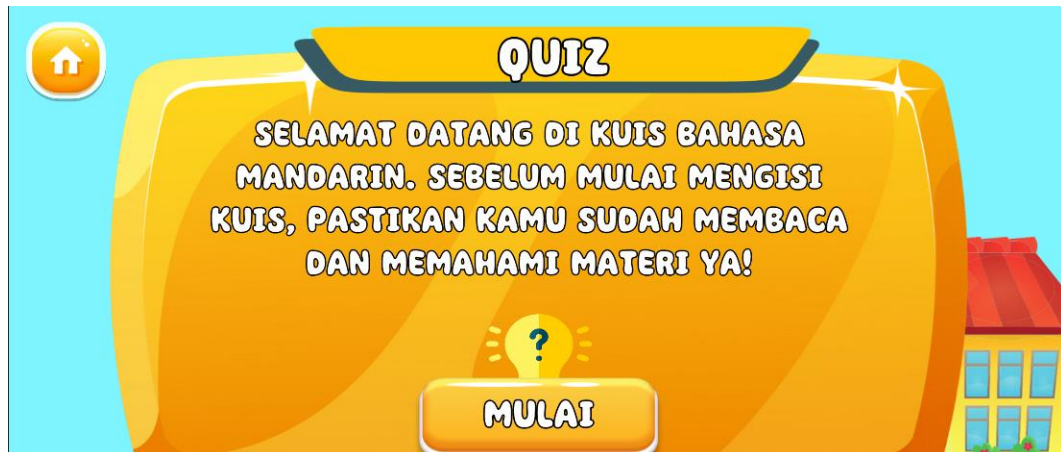 QUIZ
SELAMAT DATANG DI KUIS BAHASA
MANDARIN. SEBELUM MULAI MENGISI
KUIS, PASTIKAN KAMU SUDAH MEMBACA
DAN MEMAHAMI MATERI YA!
?
MULAI